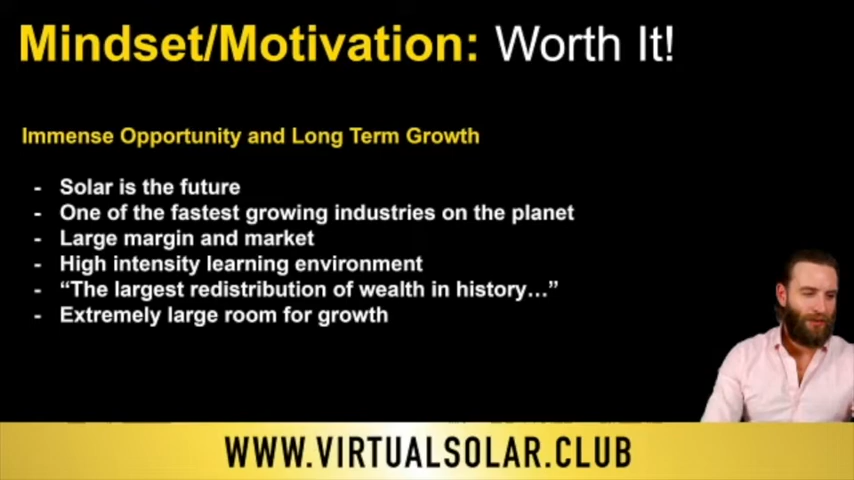 Mindset/Motivation: Worth It!
Immense Opportunity and Long Term Growth
- Solar is the future
- One of the fastest growing industries on the planet
- Large margin and market
- High intensity learning environment
- “The largest redistribution of wealth in history…”
- Extremely large room for growth
WWW.VIRTUALSOLAR.CLUB